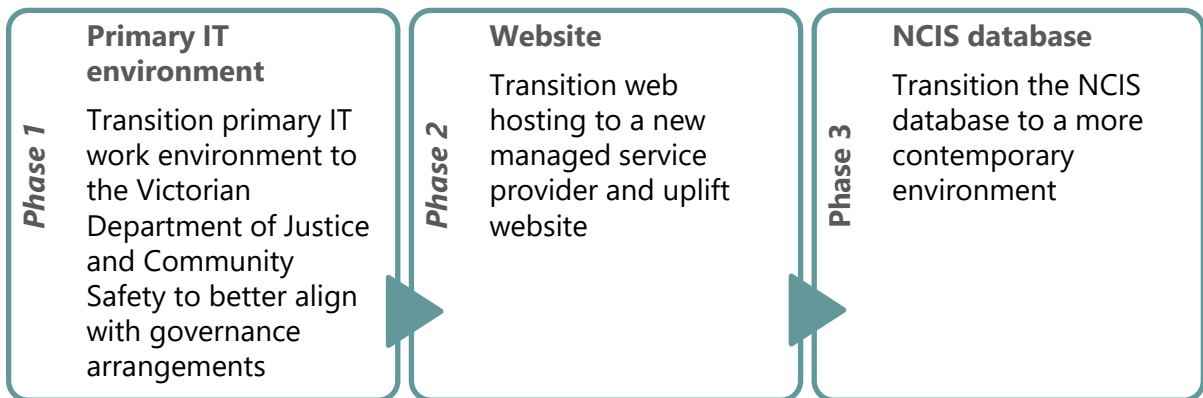 Phase 1
Primary IT
environment
Transition primary IT
work environment to
the Victorian
Department of Justice
and Community
Safety to better align
with governance
arrangements
Phase 2
Website
Transition web
hosting to a new
managed service
provider and uplift
website
Phase 3
NCIS database
Transition the NCIS
database to a more
contemporary
environment